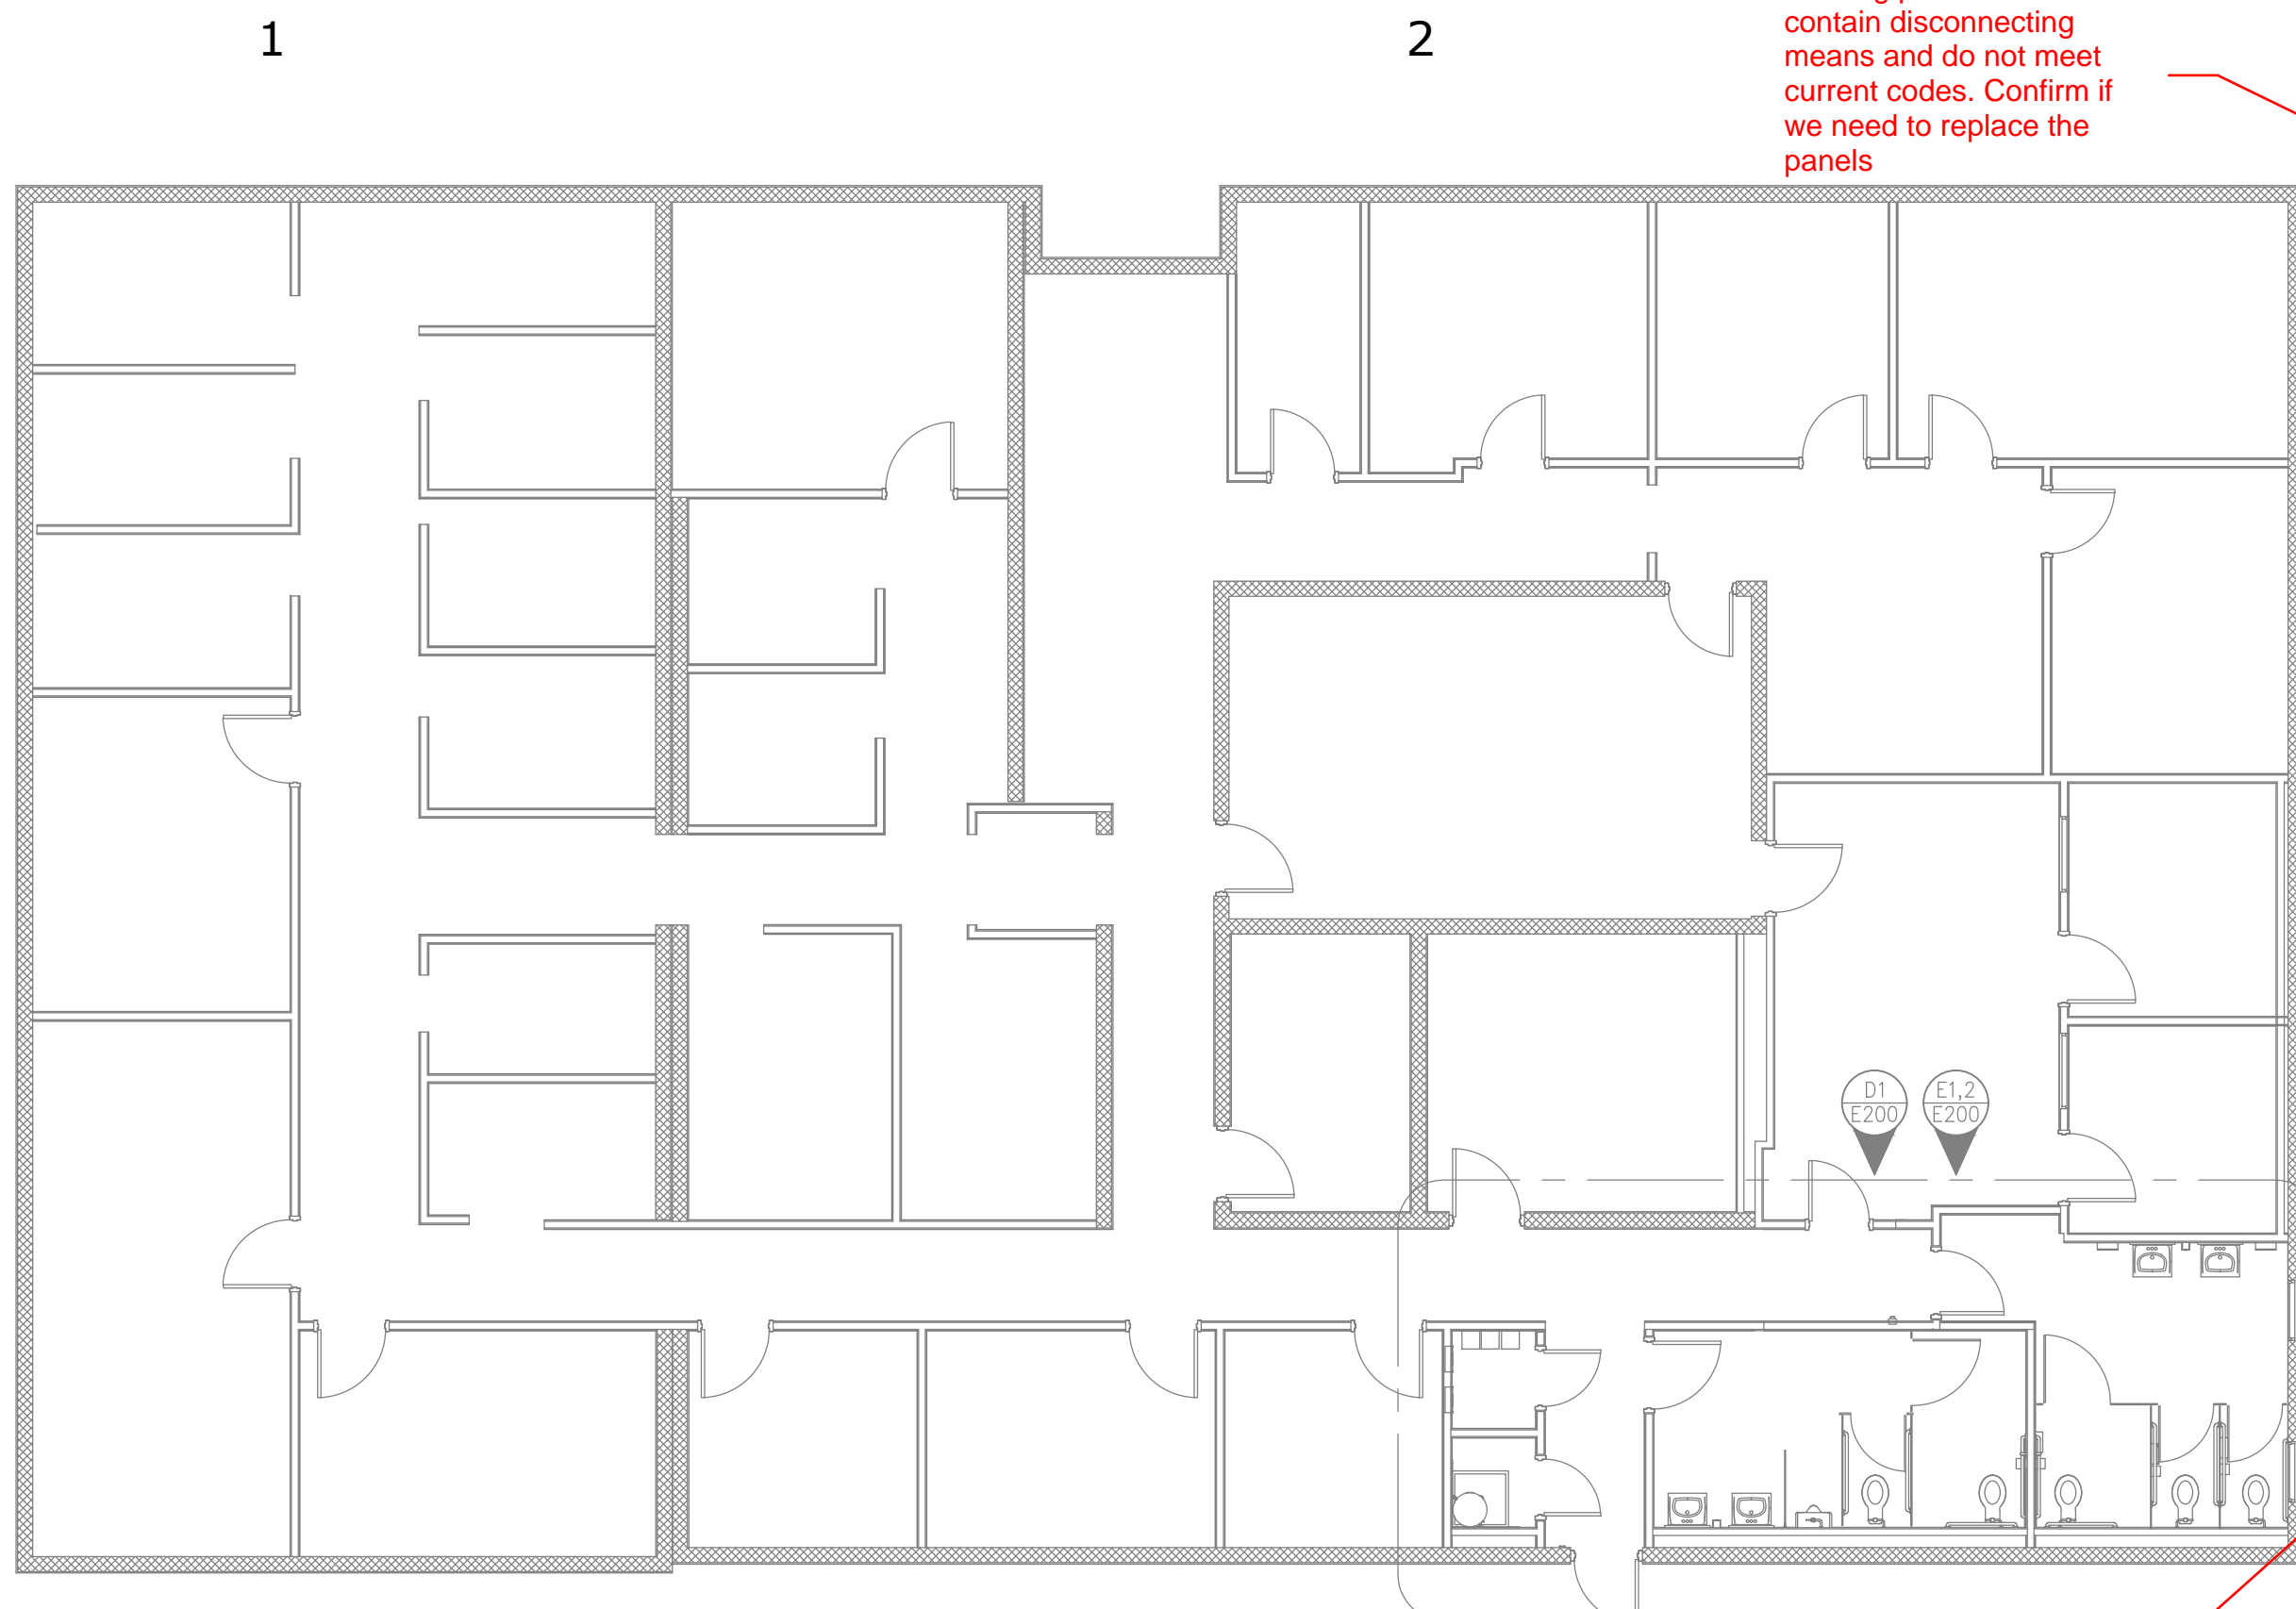 1
2
contain disconnecting
means and do not meet
current codes. Confirm if
we need to replace the
panels
D1
E200
E1,2
E200